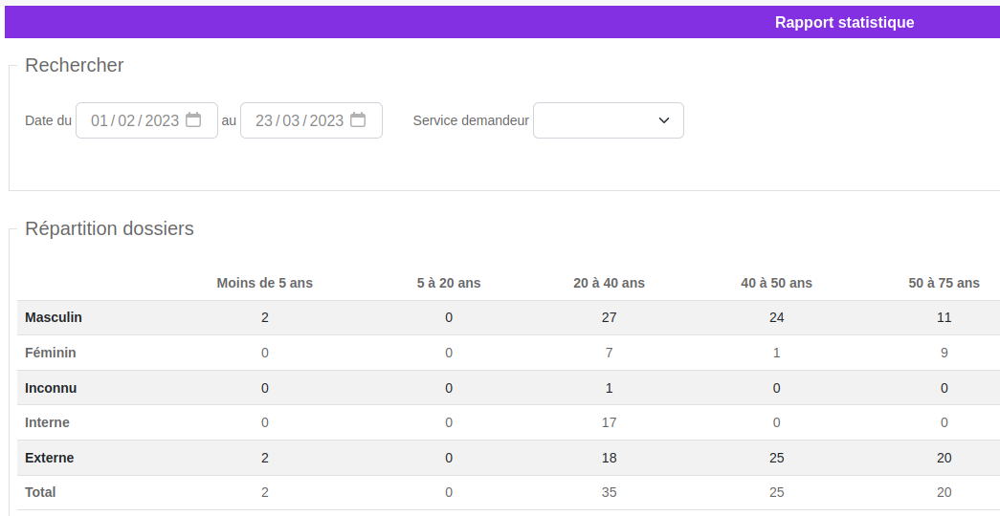 Rapport statistique
Rechercher
Date du 01/02/2023 au 23/03/2023 Service demandeur
Répartition dossiers
Moins de 5 ans 5 à 20 ans 20 à 40 ans 40 à 50 ans 50 à 75 ans
Masculin 2 0 27 24 11
Féminin 0 0 7 1 9
Inconnu 0 0 1 0 0
Interne 0 0 17 0 0
Externe 2 0 18 25 20
Total 2 0 35 25 20